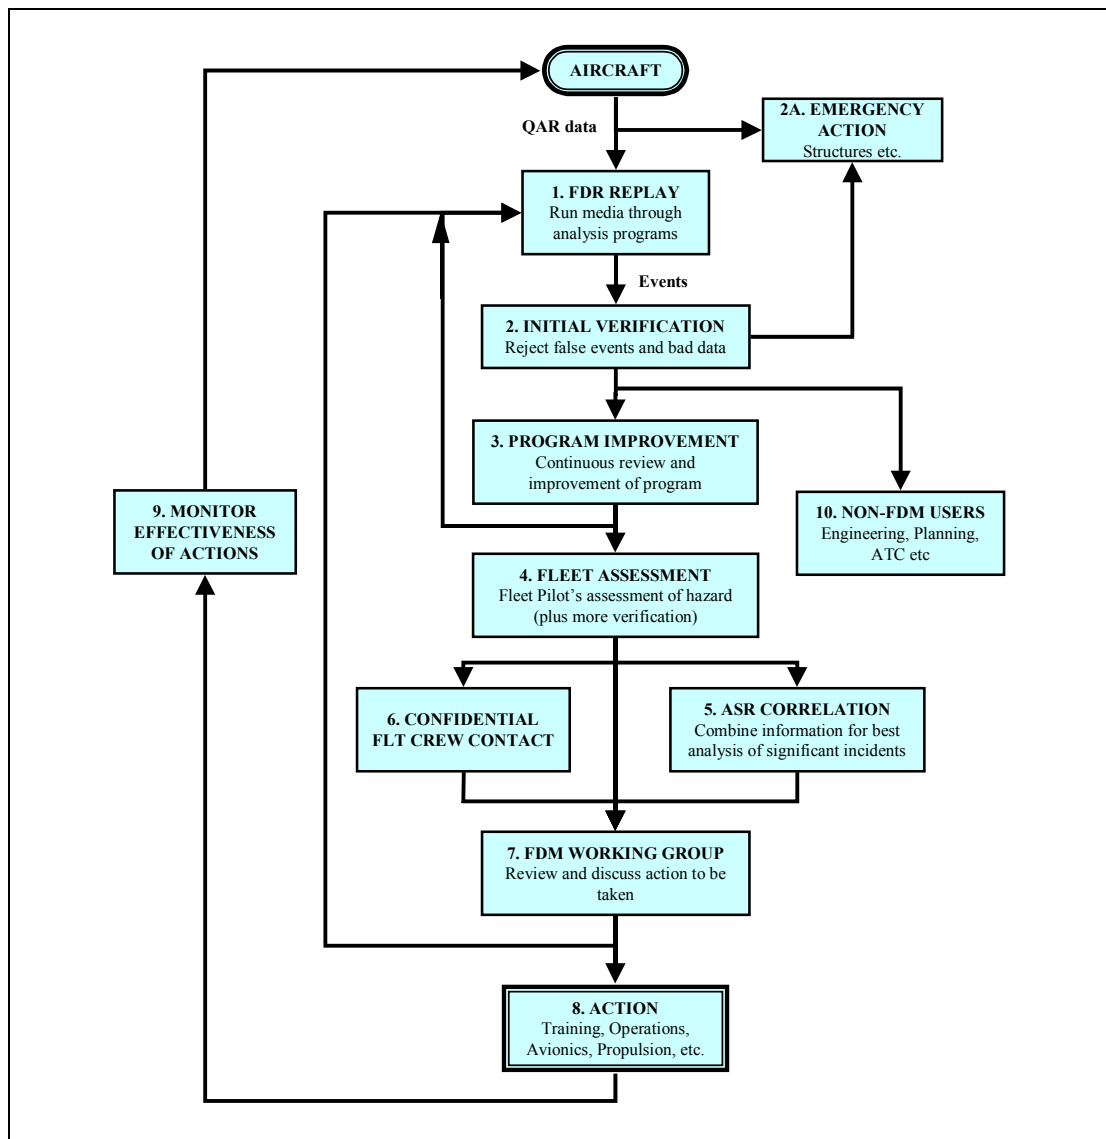 AIRCRAFT
QAR data
2A. EMERGENCY
ACTION
Structures etc.
1. FDR REPLAY
Run media through
analysis programs
Events
2. INITIAL VERIFICATION
Reject false events and bad data
3. PROGRAM IMPROVEMENT
Continuous review and
improvement of program
9. MONITOR
EFFECTIVENESS
OF ACTIONS
10. NON-FDM USERS
Engineering, Planning,
ATC etc
4. FLEET ASSESSMENT
Fleet Pilot’s assessment of hazard
(plus more verification)
6. CONFIDENTIAL
FLT CREW CONTACT
5. ASR CORRELATION
Combine information for best
analysis of significant incidents
7. FDM WORKING GROUP
Review and discuss action to be
taken
8. ACTION
Training, Operations,
Avionics, Propulsion, etc.